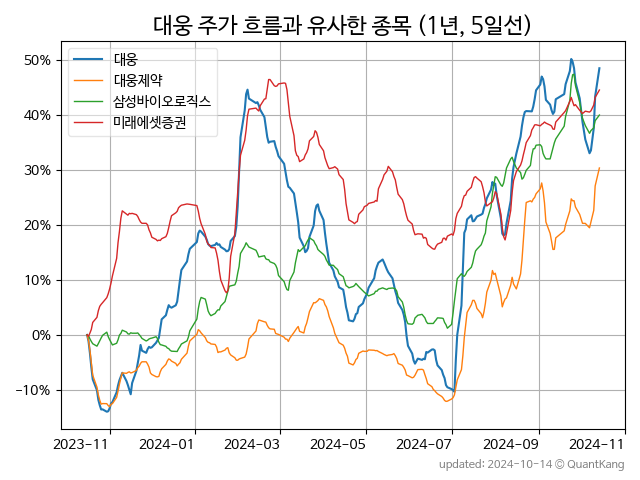 대웅 주가 흐름과 유사한 종목 (1년, 5일선)
대웅
대웅제약
삼성바이오로직스
미래에셋증권
50%
40%
30%
20%
10%
0%
−10%
2023-11 2024-01 2024-03 2024-05 2024-07 2024-09 2024-11
updated: 2024-10-14 © QuantKang